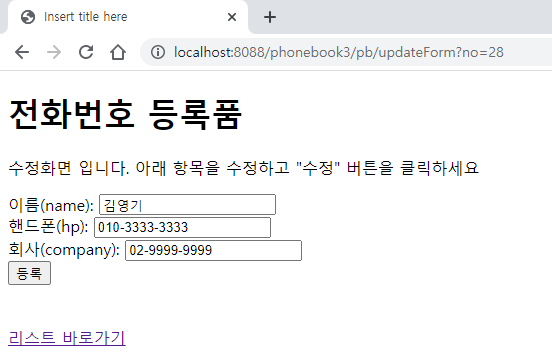 Insert title here
localhost:8088/phonebook3/pb/updateForm?no=28
전화번호 등록품
수정화면 입니다. 아래 항목을 수정하고 "수정" 버튼을 클릭하세요
이름(name): 김영기
핸드폰(hp): 010-3333-3333
회사(company): 02-9999-9999
등록
리스트 바로가기